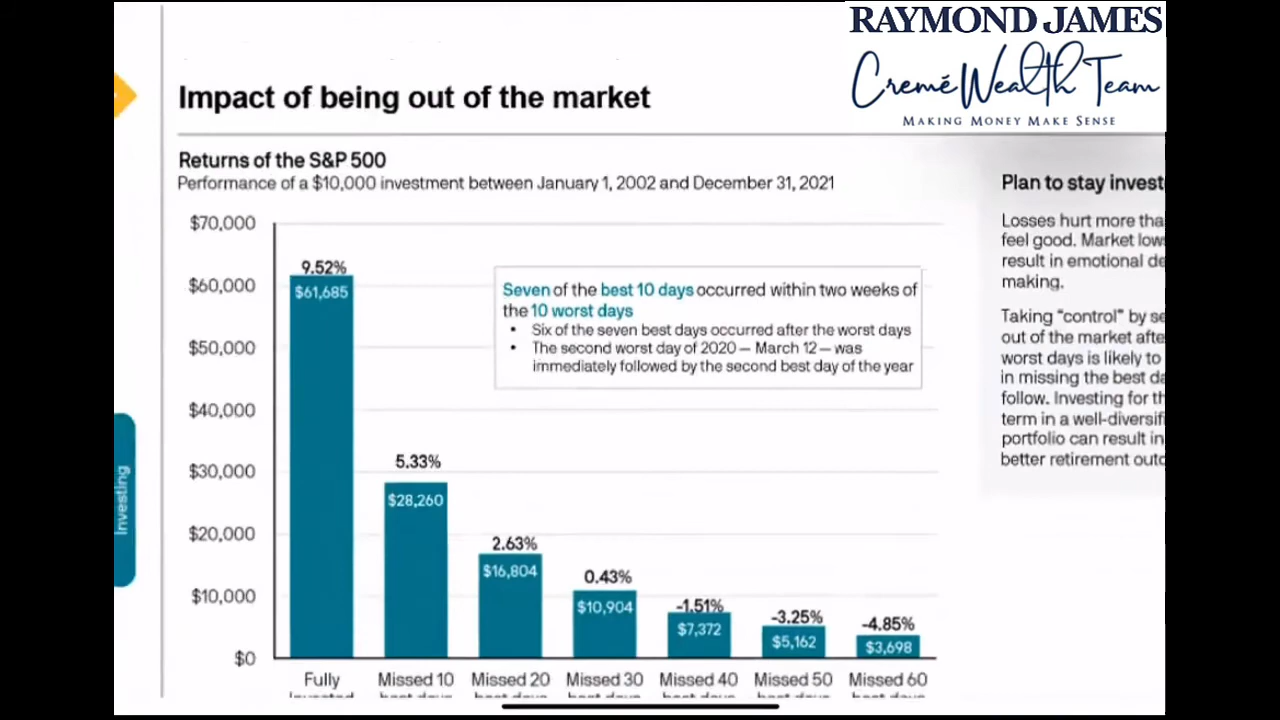 RAYMOND JAMES
Cremé Wealth Team
MAKING MONEY MAKE SENSE
Impact of being out of the market
Returns of the S&P 500
Performance of a $10,000 investment between January 1, 2002 and December 31, 2021
$70,000
$60,000
$50,000
$40,000
$30,000
$20,000
$10,000
$0
9.52%
$61,685
5.33%
$28,260
2.63%
$16,804
0.43%
$10,904
-1.51%
$7,372
-3.25%
$5,162
-4.85%
$3,698
Seven of the best 10 days occurred within two weeks of
the 10 worst days
• Six of the seven best days occurred after the worst days
• The second worst day of 2020 – March 12 – was
immediately followed by the second best day of the year
Fully
Missed 10
Missed 20
Missed 30
Missed 40
Missed 50
Missed 60
Investing
Plan to stay invest
Losses hurt more tha
feel good. Market low
result in emotional de
making.
Taking “control” by se
out of the market afte
worst days is likely to
in missing the best da
follow. Investing for th
term in a well-diversifi
portfolio can result in
better retirement outc